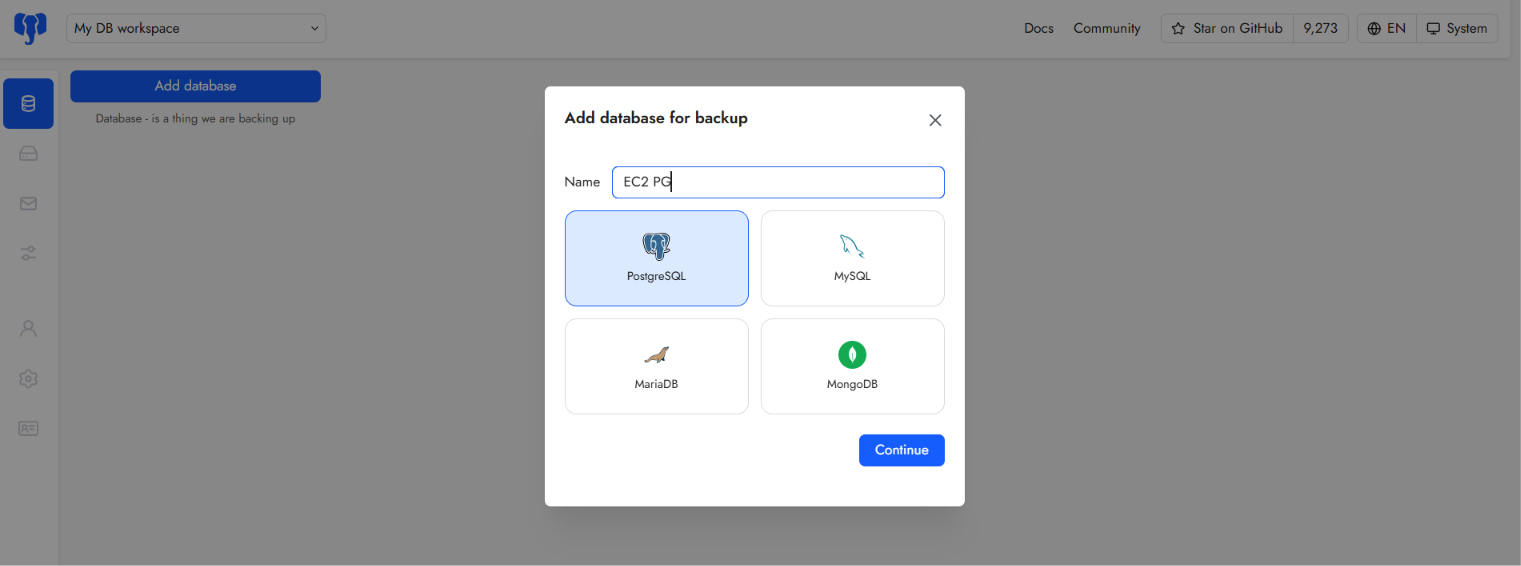 My DB workspace
Docs
Community
Star on GitHub
9,273
EN
System
Add database
Database - is a thing we are backing up
Add database for backup
Name
EC2 PG
PostgreSQL
MySQL
MariaDB
MongoDB
Continue